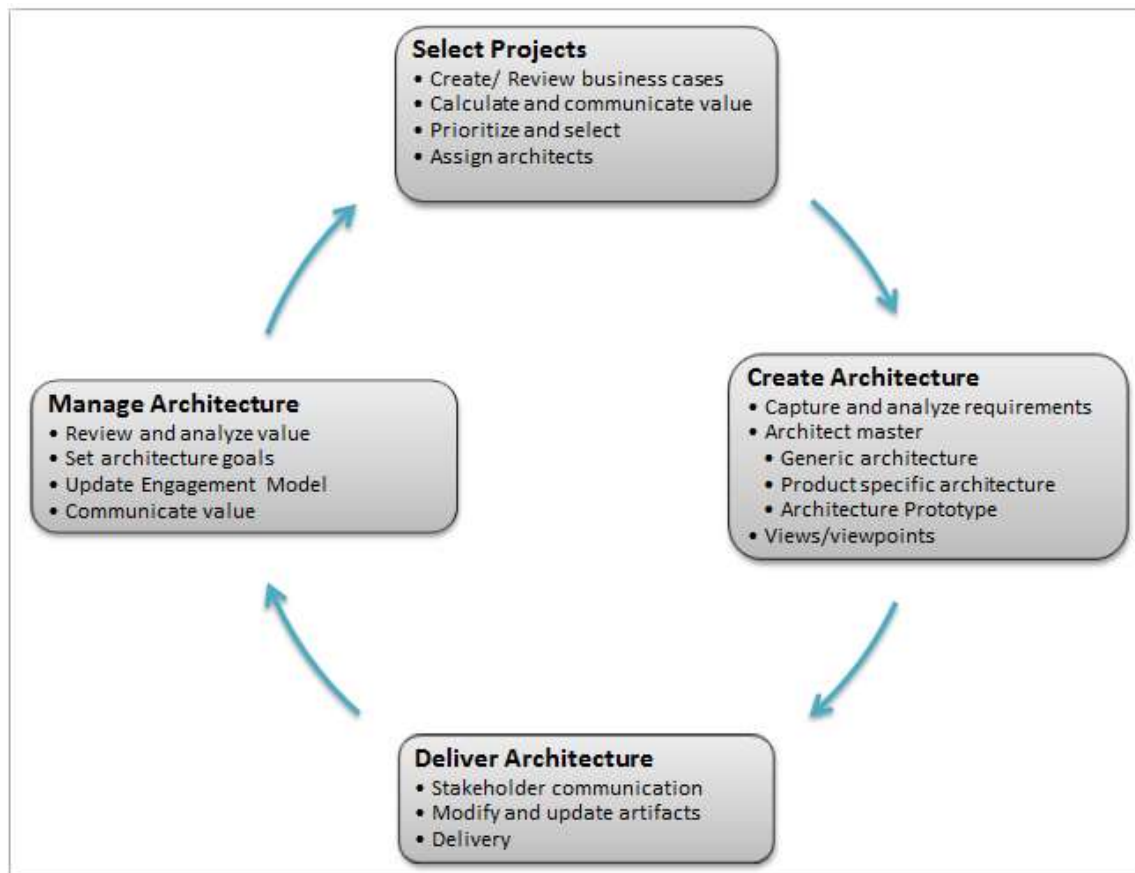 Select Projects
• Create/ Review business cases
• Calculate and communicate value
• Prioritize and select
• Assign architects
Create Architecture
• Capture and analyze requirements
• Architect master
• Generic architecture
• Product specific architecture
• Architecture Prototype
• Views/viewpoints
Deliver Architecture
• Stakeholder communication
• Modify and update artifacts
• Delivery
Manage Architecture
• Review and analyze value
• Set architecture goals
• Update Engagement Model
• Communicate value